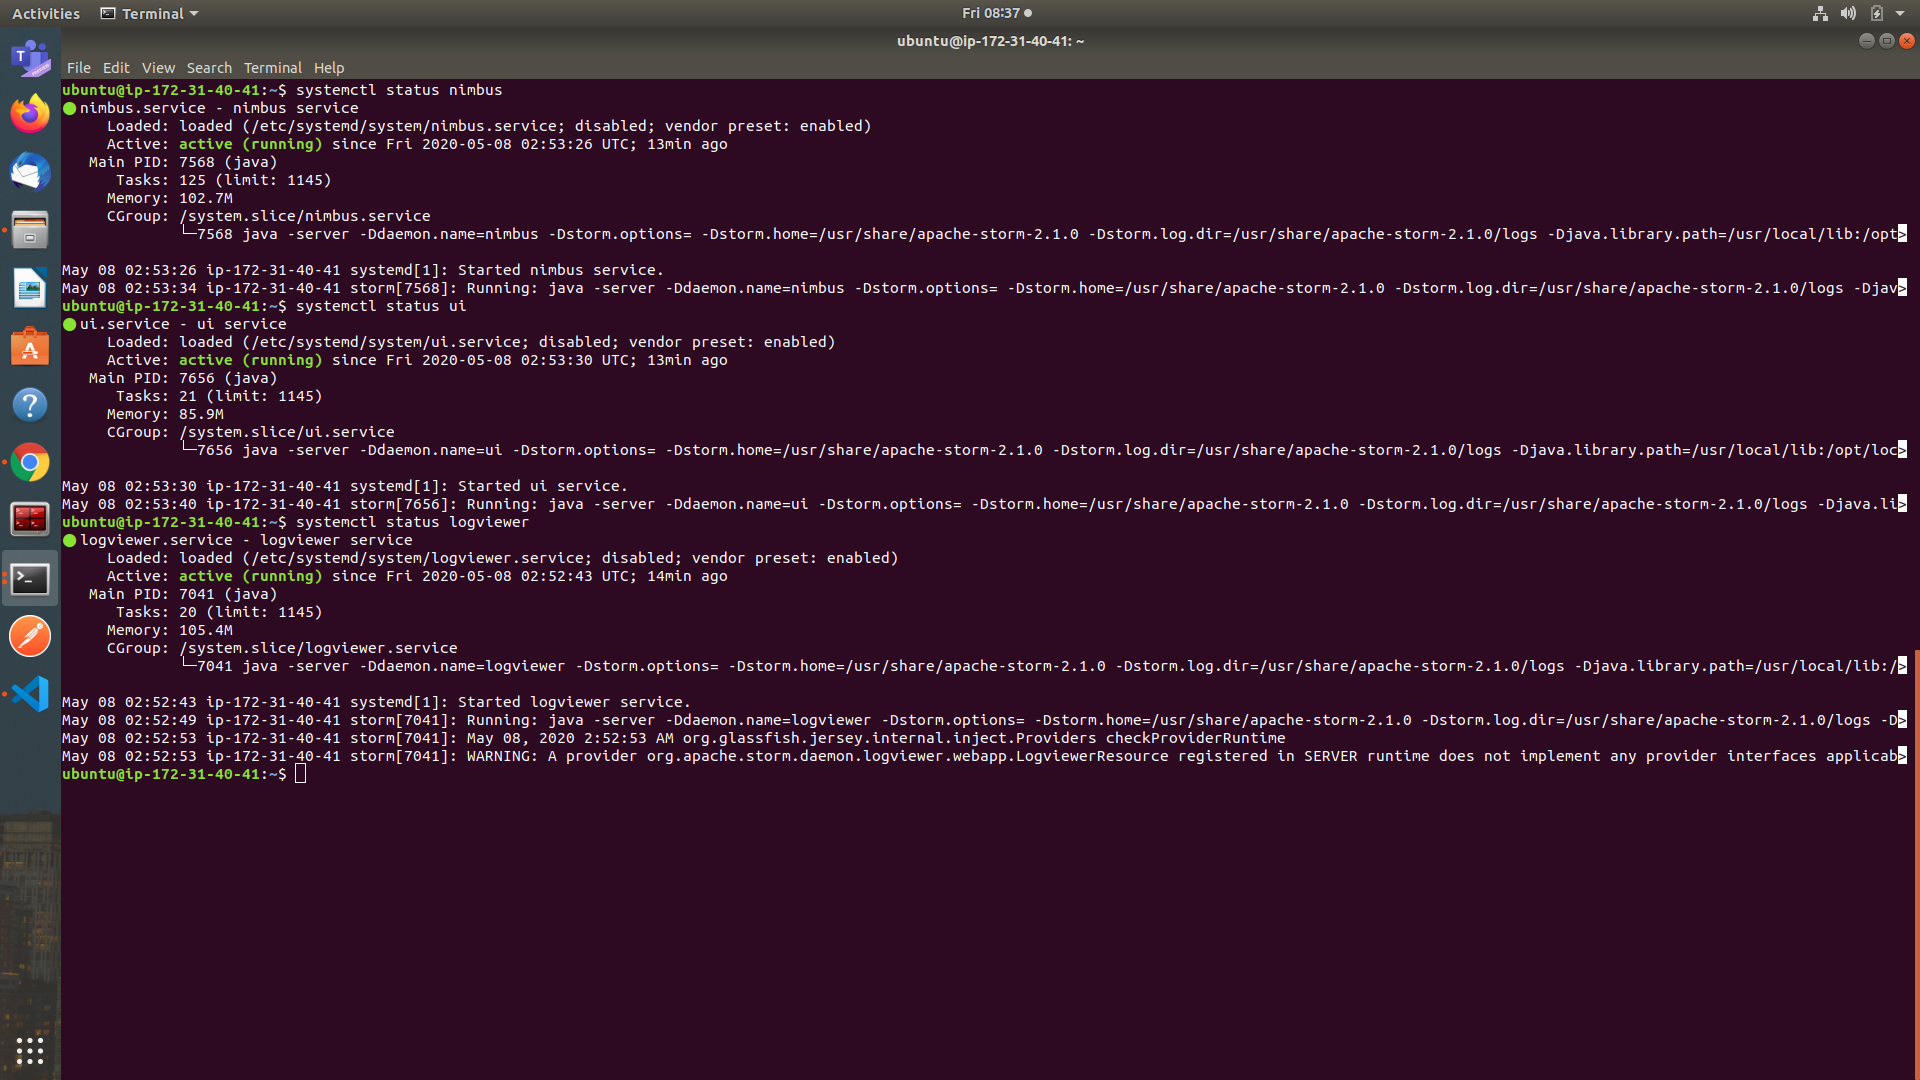 Activities Terminal Fri 08:37
ubuntu@ip-172-31-40-41: ~
File Edit View Search Terminal Help
ubuntu@ip-172-31-40-41:~$ systemctl status nimbus
● nimbus.service - nimbus service
     Loaded: loaded (/etc/systemd/system/nimbus.service; disabled; vendor preset: enabled)
     Active: active (running) since Fri 2020-05-08 02:53:26 UTC; 13min ago
   Main PID: 7568 (java)
      Tasks: 125 (limit: 1145)
     Memory: 102.7M
     CGroup: /system.slice/nimbus.service
             └─7568 java -server -Ddaemon.name=nimbus -Dstorm.options= -Dstorm.home=/usr/share/apache-storm-2.1.0 -Dstorm.log.dir=/usr/share/apache-storm-2.1.0/logs -Djava.library.path=/usr/local/lib:/opt>
May 08 02:53:26 ip-172-31-40-41 systemd[1]: Started nimbus service.
May 08 02:53:34 ip-172-31-40-41 storm[7568]: Running: java -server -Ddaemon.name=nimbus -Dstorm.options= -Dstorm.home=/usr/share/apache-storm-2.1.0 -Dstorm.log.dir=/usr/share/apache-storm-2.1.0/logs -Djav>
ubuntu@ip-172-31-40-41:~$ systemctl status ui
● ui.service - ui service
     Loaded: loaded (/etc/systemd/system/ui.service; disabled; vendor preset: enabled)
     Active: active (running) since Fri 2020-05-08 02:53:30 UTC; 13min ago
   Main PID: 7656 (java)
      Tasks: 21 (limit: 1145)
     Memory: 85.9M
     CGroup: /system.slice/ui.service
             └─7656 java -server -Ddaemon.name=ui -Dstorm.options= -Dstorm.home=/usr/share/apache-storm-2.1.0 -Dstorm.log.dir=/usr/share/apache-storm-2.1.0/logs -Djava.library.path=/usr/local/lib:/opt/loc>
May 08 02:53:30 ip-172-31-40-41 systemd[1]: Started ui service.
May 08 02:53:40 ip-172-31-40-41 storm[7656]: Running: java -server -Ddaemon.name=ui -Dstorm.options= -Dstorm.home=/usr/share/apache-storm-2.1.0 -Dstorm.log.dir=/usr/share/apache-storm-2.1.0/logs -Djava.li>
ubuntu@ip-172-31-40-41:~$ systemctl status logviewer
● logviewer.service - logviewer service
     Loaded: loaded (/etc/systemd/system/logviewer.service; disabled; vendor preset: enabled)
     Active: active (running) since Fri 2020-05-08 02:52:43 UTC; 14min ago
   Main PID: 7041 (java)
      Tasks: 20 (limit: 1145)
     Memory: 105.4M
     CGroup: /system.slice/logviewer.service
             └─7041 java -server -Ddaemon.name=logviewer -Dstorm.options= -Dstorm.home=/usr/share/apache-storm-2.1.0 -Dstorm.log.dir=/usr/share/apache-storm-2.1.0/logs -Djava.library.path=/usr/local/lib:/>
May 08 02:52:43 ip-172-31-40-41 systemd[1]: Started logviewer service.
May 08 02:52:49 ip-172-31-40-41 storm[7041]: Running: java -server -Ddaemon.name=logviewer -Dstorm.options= -Dstorm.home=/usr/share/apache-storm-2.1.0 -Dstorm.log.dir=/usr/share/apache-storm-2.1.0/logs -D>
May 08 02:52:53 ip-172-31-40-41 storm[7041]: May 08, 2020 2:52:53 AM org.glassfish.jersey.internal.inject.Providers checkProviderRuntime
May 08 02:52:53 ip-172-31-40-41 storm[7041]: WARNING: A provider org.apache.storm.daemon.logviewer.webapp.LogviewerResource registered in SERVER runtime does not implement any provider interfaces applicab>
ubuntu@ip-172-31-40-41:~$